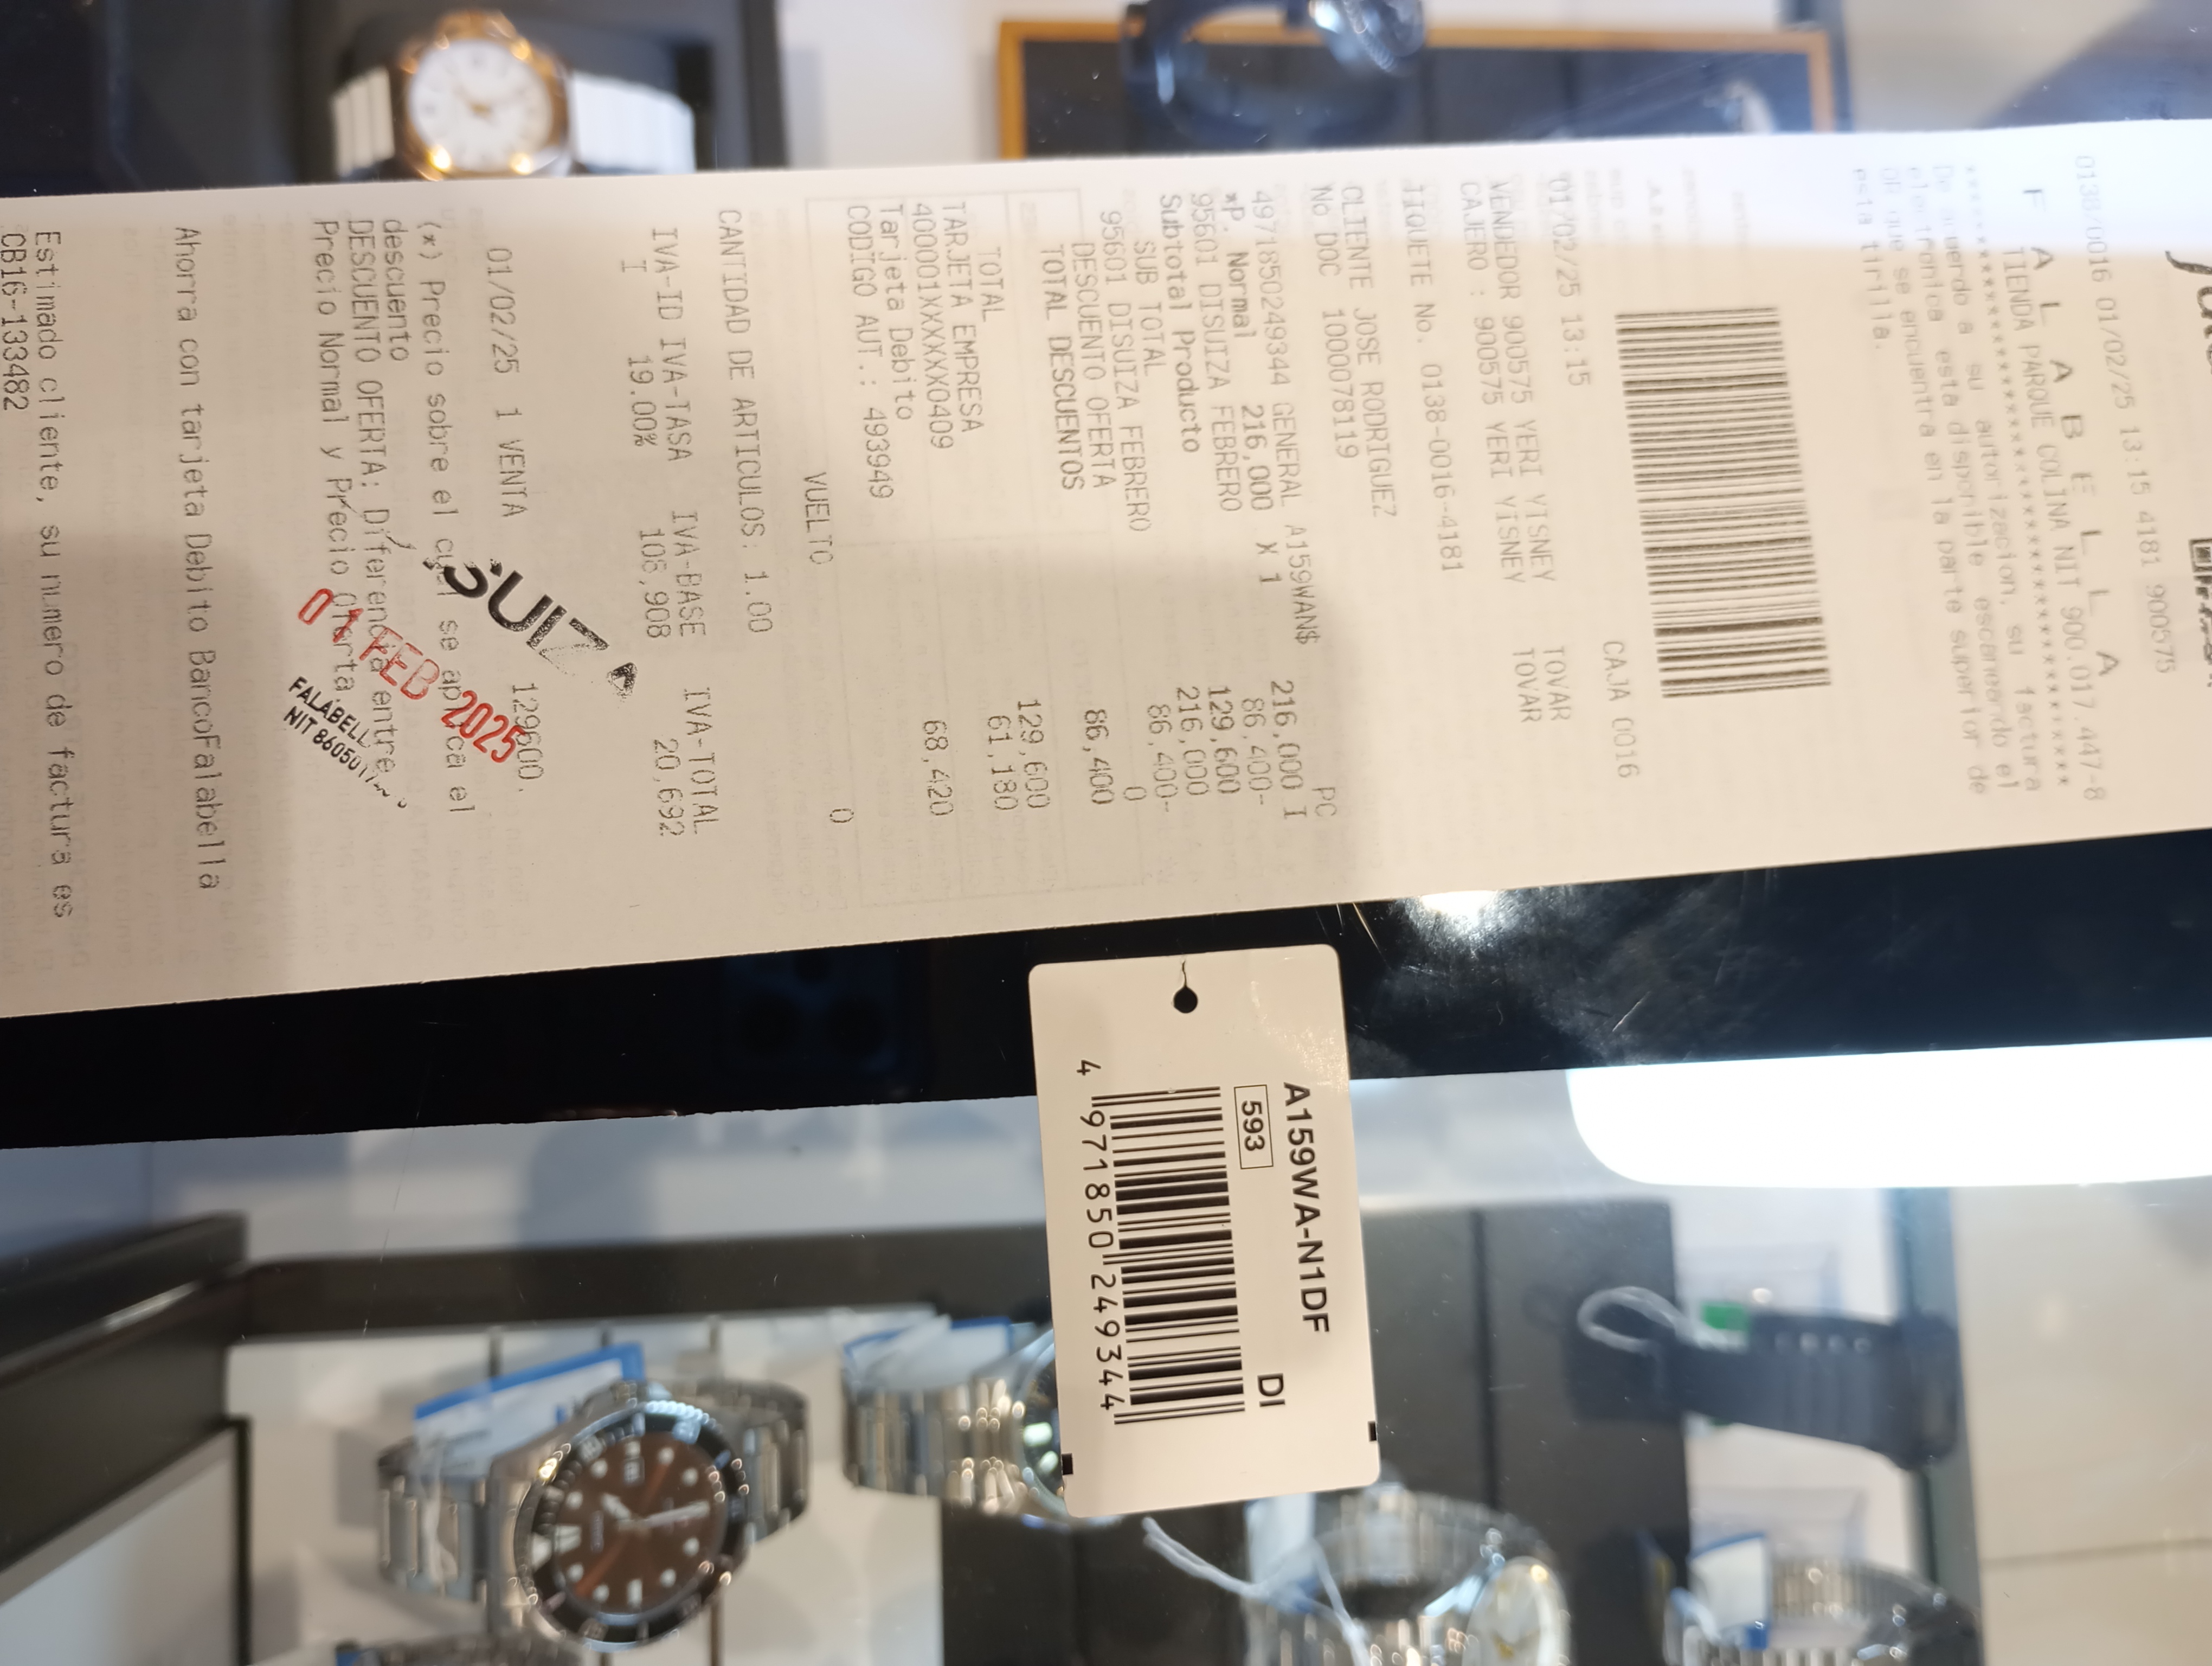 0138/0016 01/02/25 13:15 4181 900575
F A L A B E L L A
TIENDA PARQUE COLINA NIT 900.017.447-8
De acuerdo a su autorizacion, su factura
electronica esta disponible escaneando el
QR que se encuentra en la parte superior de
esta tirilla.
CAJA 0016
01/02/25 13:15
VENDEDOR 900575 YERI YISNEY TOVAR
CAJERO : 900575 YERI YISNEY TOVAR
TIQUETE No. 0138-0016-4181
CLIENTE JOSE RODRIGUEZ
No DOC 1000078119
PC
4971850249344 GENERAL A159WAN$ 216,000 I
*P. Normal 216,000 X 1 86,400-
95601 DISUIZA FEBRERO 129,600
Subtotal Producto 216,000
SUB TOTAL 86,400-
95601 DISUIZA FEBRERO 0
DESCUENTO OFERTA
TOTAL DESCUENTOS 86,400
TOTAL 129,600
TARJETA EMPRESA 61,180
400001XXXXXX0409
Tarjeta Debito 68,420
CODIGO AUT.: 493949
VUELTO 0
CANTIDAD DE ARTICULOS: 1.00
IVA-ID IVA-TASA IVA-BASE IVA-TOTAL
I 19.00% 108,908 20,692
01/02/25 1 VENTA 129600.
(*) Precio sobre el cual se aplica el
descuento
DESCUENTO OFERTA: Diferencia entre
Precio Normal y Precio Oferta.
SUIZA
01 FEB 2025
FALABELL
NIT 860501
Ahorra con tarjeta Debito BancoFalabella
Estimado cliente, su numero de factura es
CB16-133482
A159WA-N1DF
593 DI
4 971850 249344